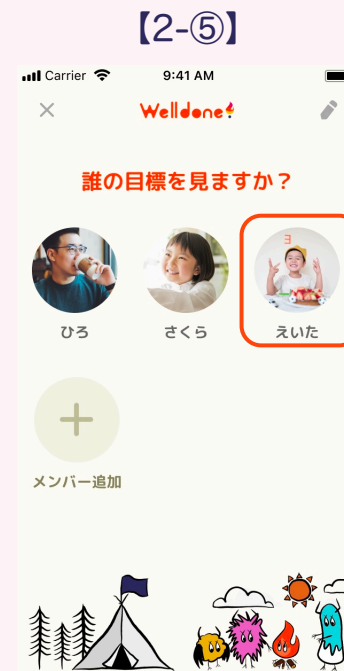 【2-⑤】
Carrier 9:41 AM
Welldone!
誰の目標を見ますか？
ヨ
ひろ さくら えいた
メンバー追加